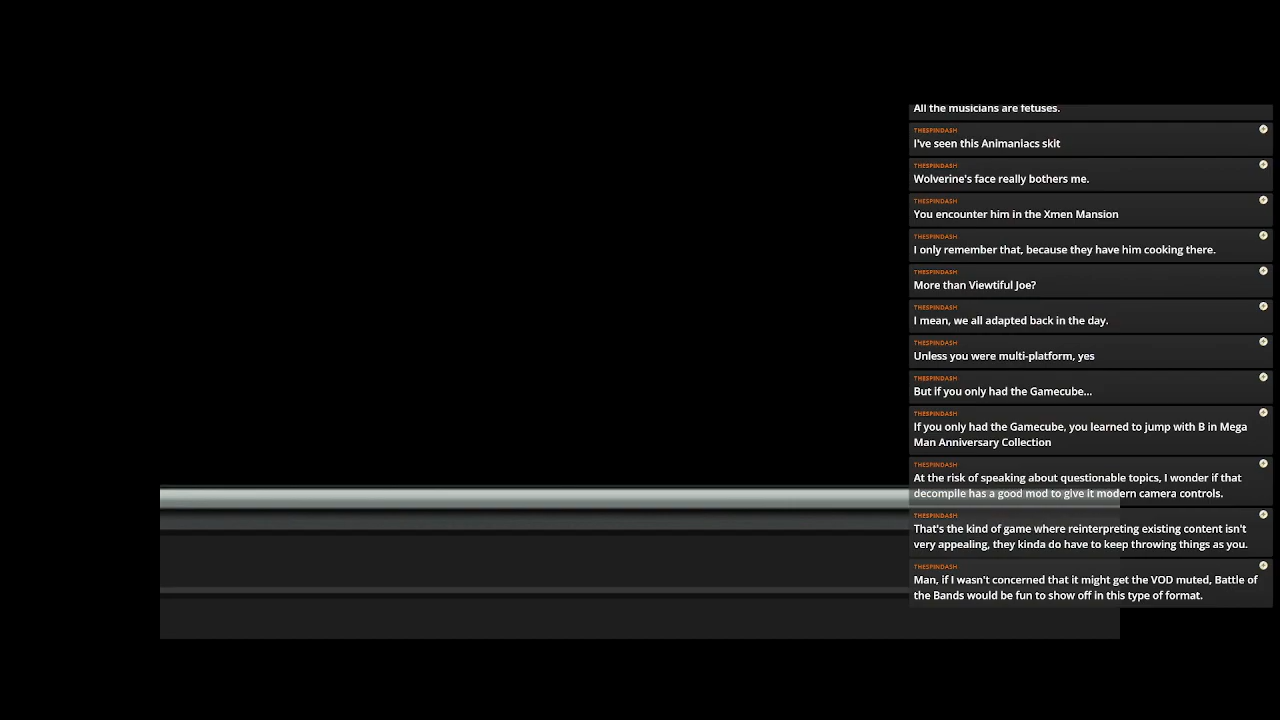 All the musicians are fetuses.
THESPINDASH
I've seen this Animaniacs skit
THESPINDASH
Wolverine's face really bothers me.
THESPINDASH
You encounter him in the Xmen Mansion
THESPINDASH
I only remember that, because they have him cooking there.
THESPINDASH
More than Viewtiful Joe?
THESPINDASH
I mean, we all adapted back in the day.
THESPINDASH
Unless you were multi-platform, yes
THESPINDASH
But if you only had the Gamecube...
THESPINDASH
If you only had the Gamecube, you learned to jump with B in Mega
Man Anniversary Collection
THESPINDASH
At the risk of speaking about questionable topics, I wonder if that
decompile has a good mod to give it modern camera controls.
THESPINDASH
That's the kind of game where reinterpreting existing content isn't
very appealing, they kinda do have to keep throwing things as you.
THESPINDASH
Man, if I wasn't concerned that it might get the VOD muted, Battle of
the Bands would be fun to show off in this type of format.